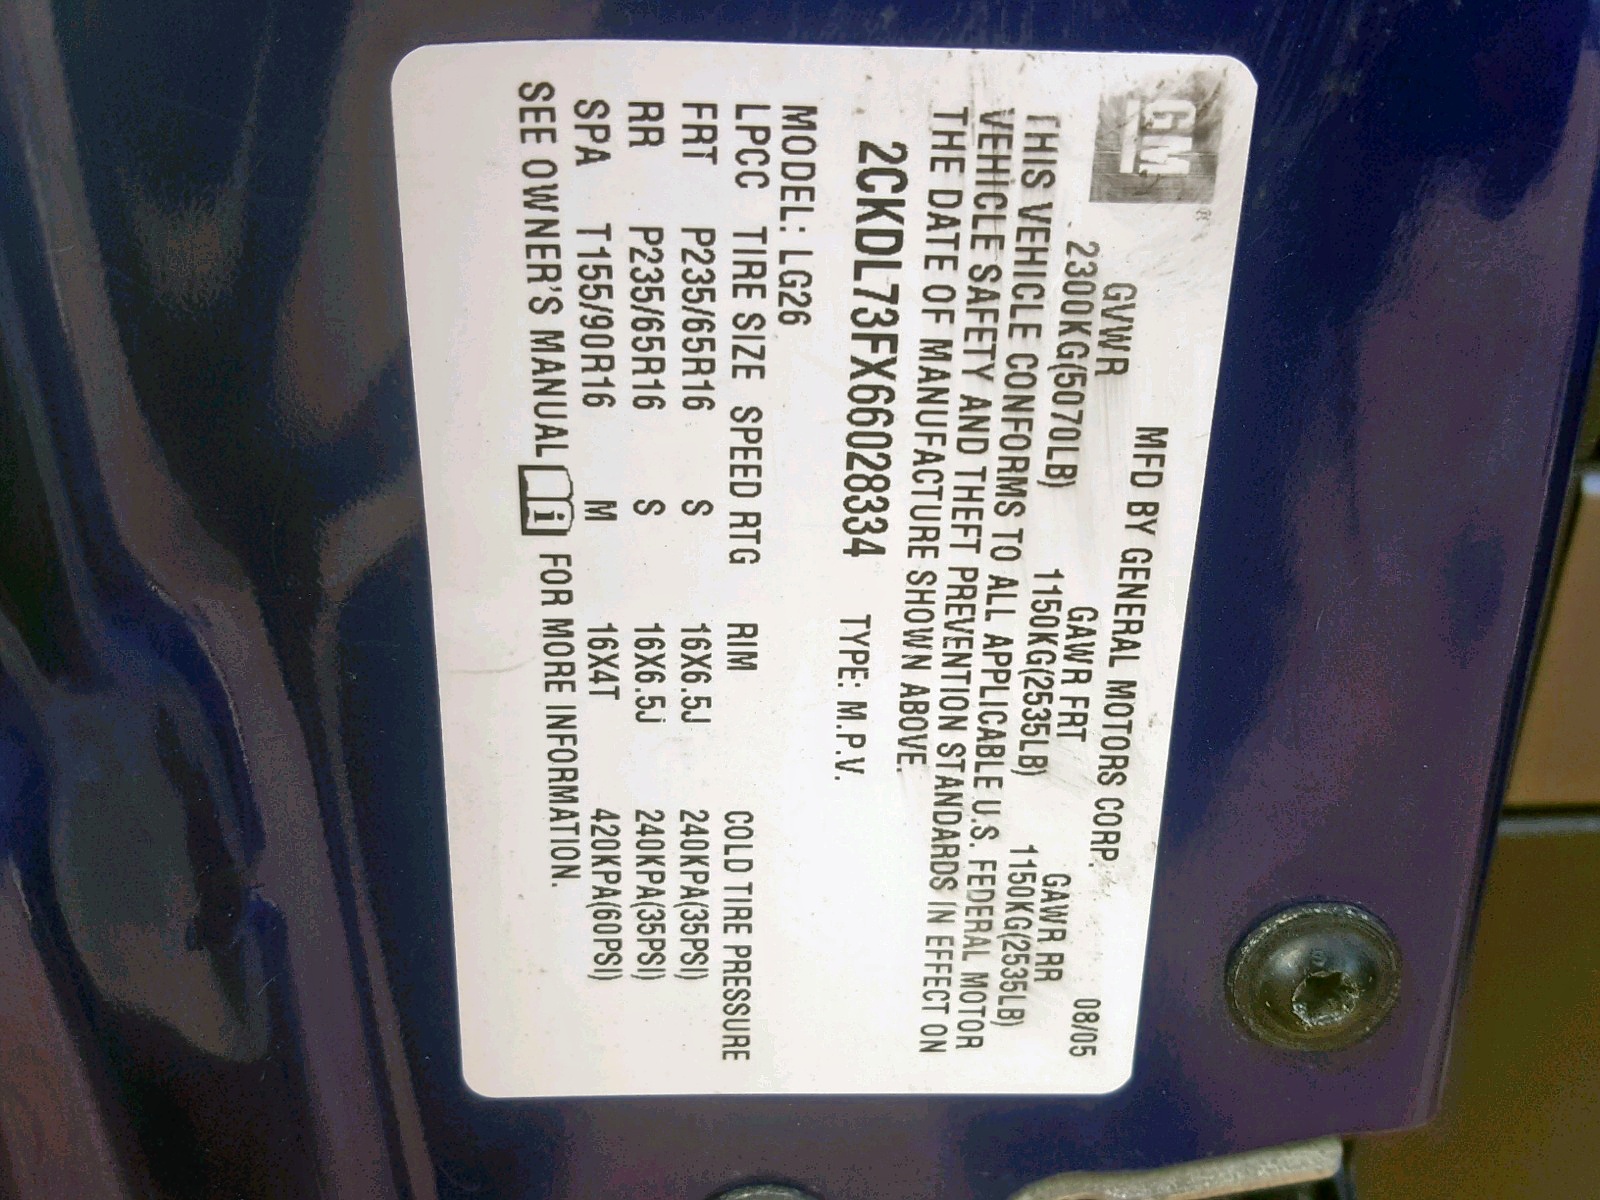 GM
MFD BY GENERAL MOTORS CORP. 08/05
GVWR GAWR FRT GAWR RR
2300KG(5070LB) 1150KG(2535LB) 1150KG(2535LB)
THIS VEHICLE CONFORMS TO ALL APPLICABLE U.S. FEDERAL MOTOR
VEHICLE SAFETY AND THEFT PREVENTION STANDARDS IN EFFECT ON
THE DATE OF MANUFACTURE SHOWN ABOVE.
2CKDL73FX66028334 TYPE: M.P.V.
MODEL: LG26
LPCC TIRE SIZE SPEED RTG RIM COLD TIRE PRESSURE
FRT P235/65R16 S 16X6.5J 240KPA(35PSI)
RR P235/65R16 S 16X6.5J 240KPA(35PSI)
SPA T155/90R16 M 16X4T 420KPA(60PSI)
SEE OWNER'S MANUAL i FOR MORE INFORMATION.